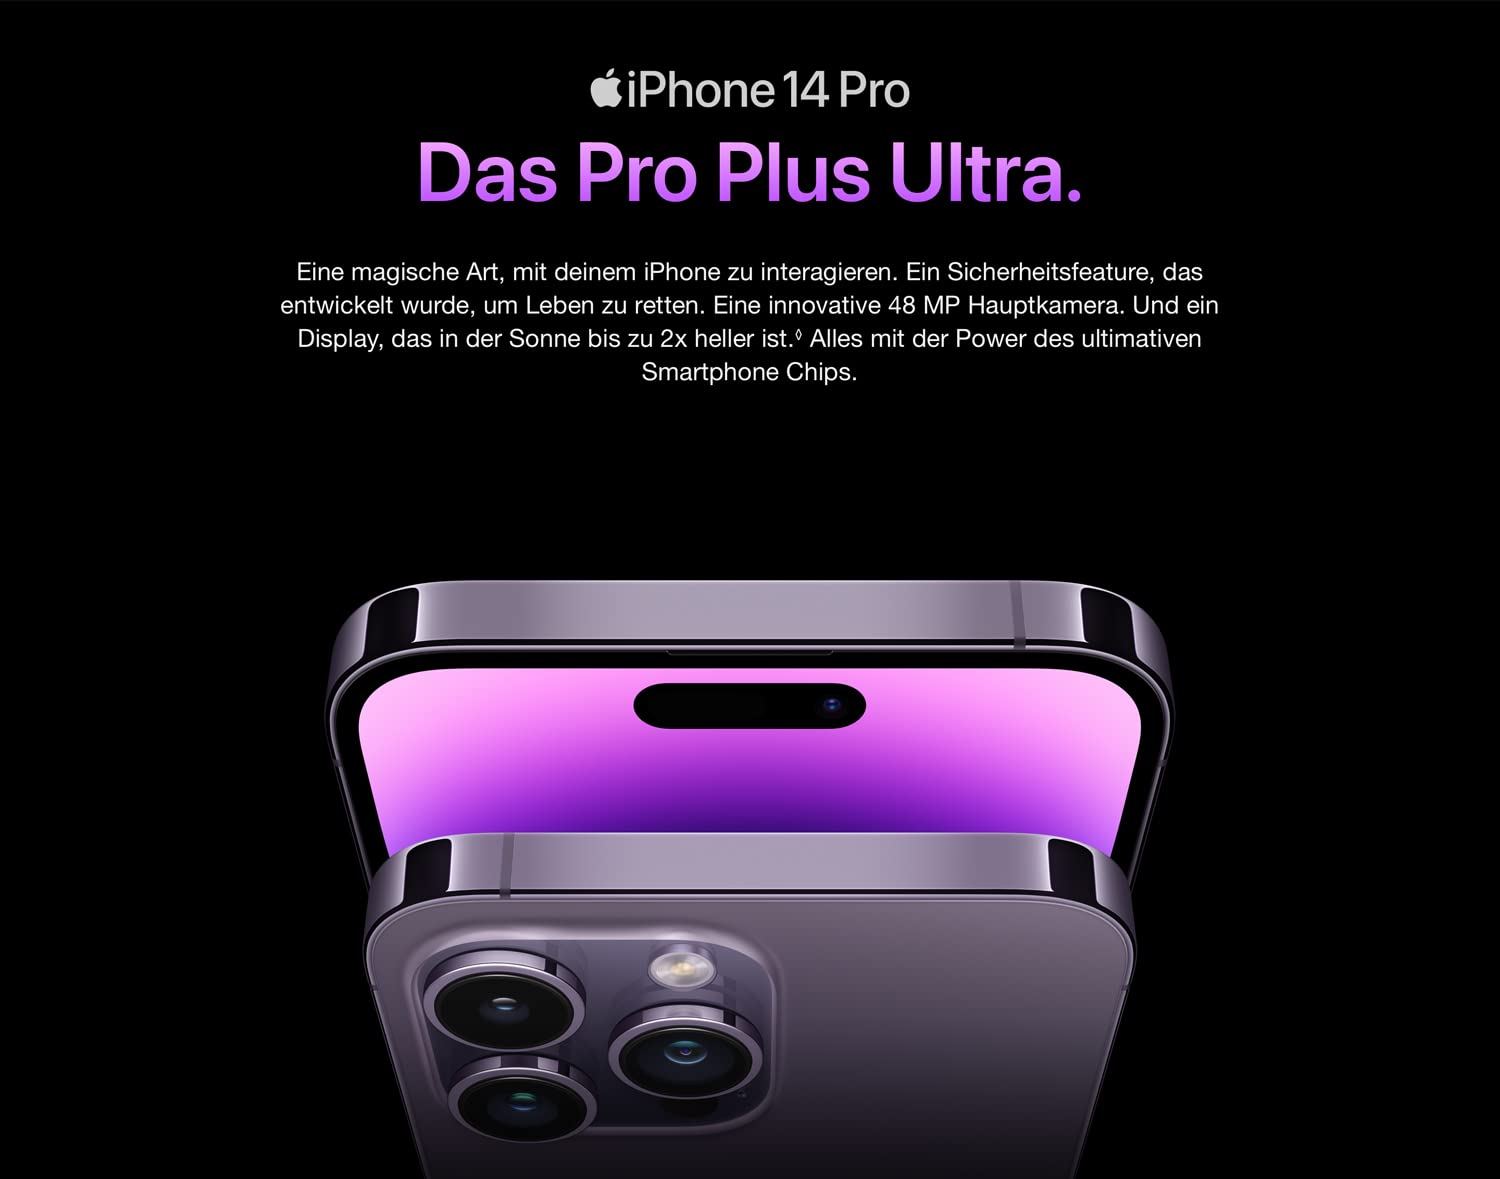 iPhone 14 Pro
Das Pro Plus Ultra.
Eine magische Art, mit deinem iPhone zu interagieren. Ein Sicherheitsfeature, das
entwickelt wurde, um Leben zu retten. Eine innovative 48 MP Hauptkamera. Und ein
Display, das in der Sonne bis zu 2x heller ist.◊ Alles mit der Power des ultimativen
Smartphone Chips.